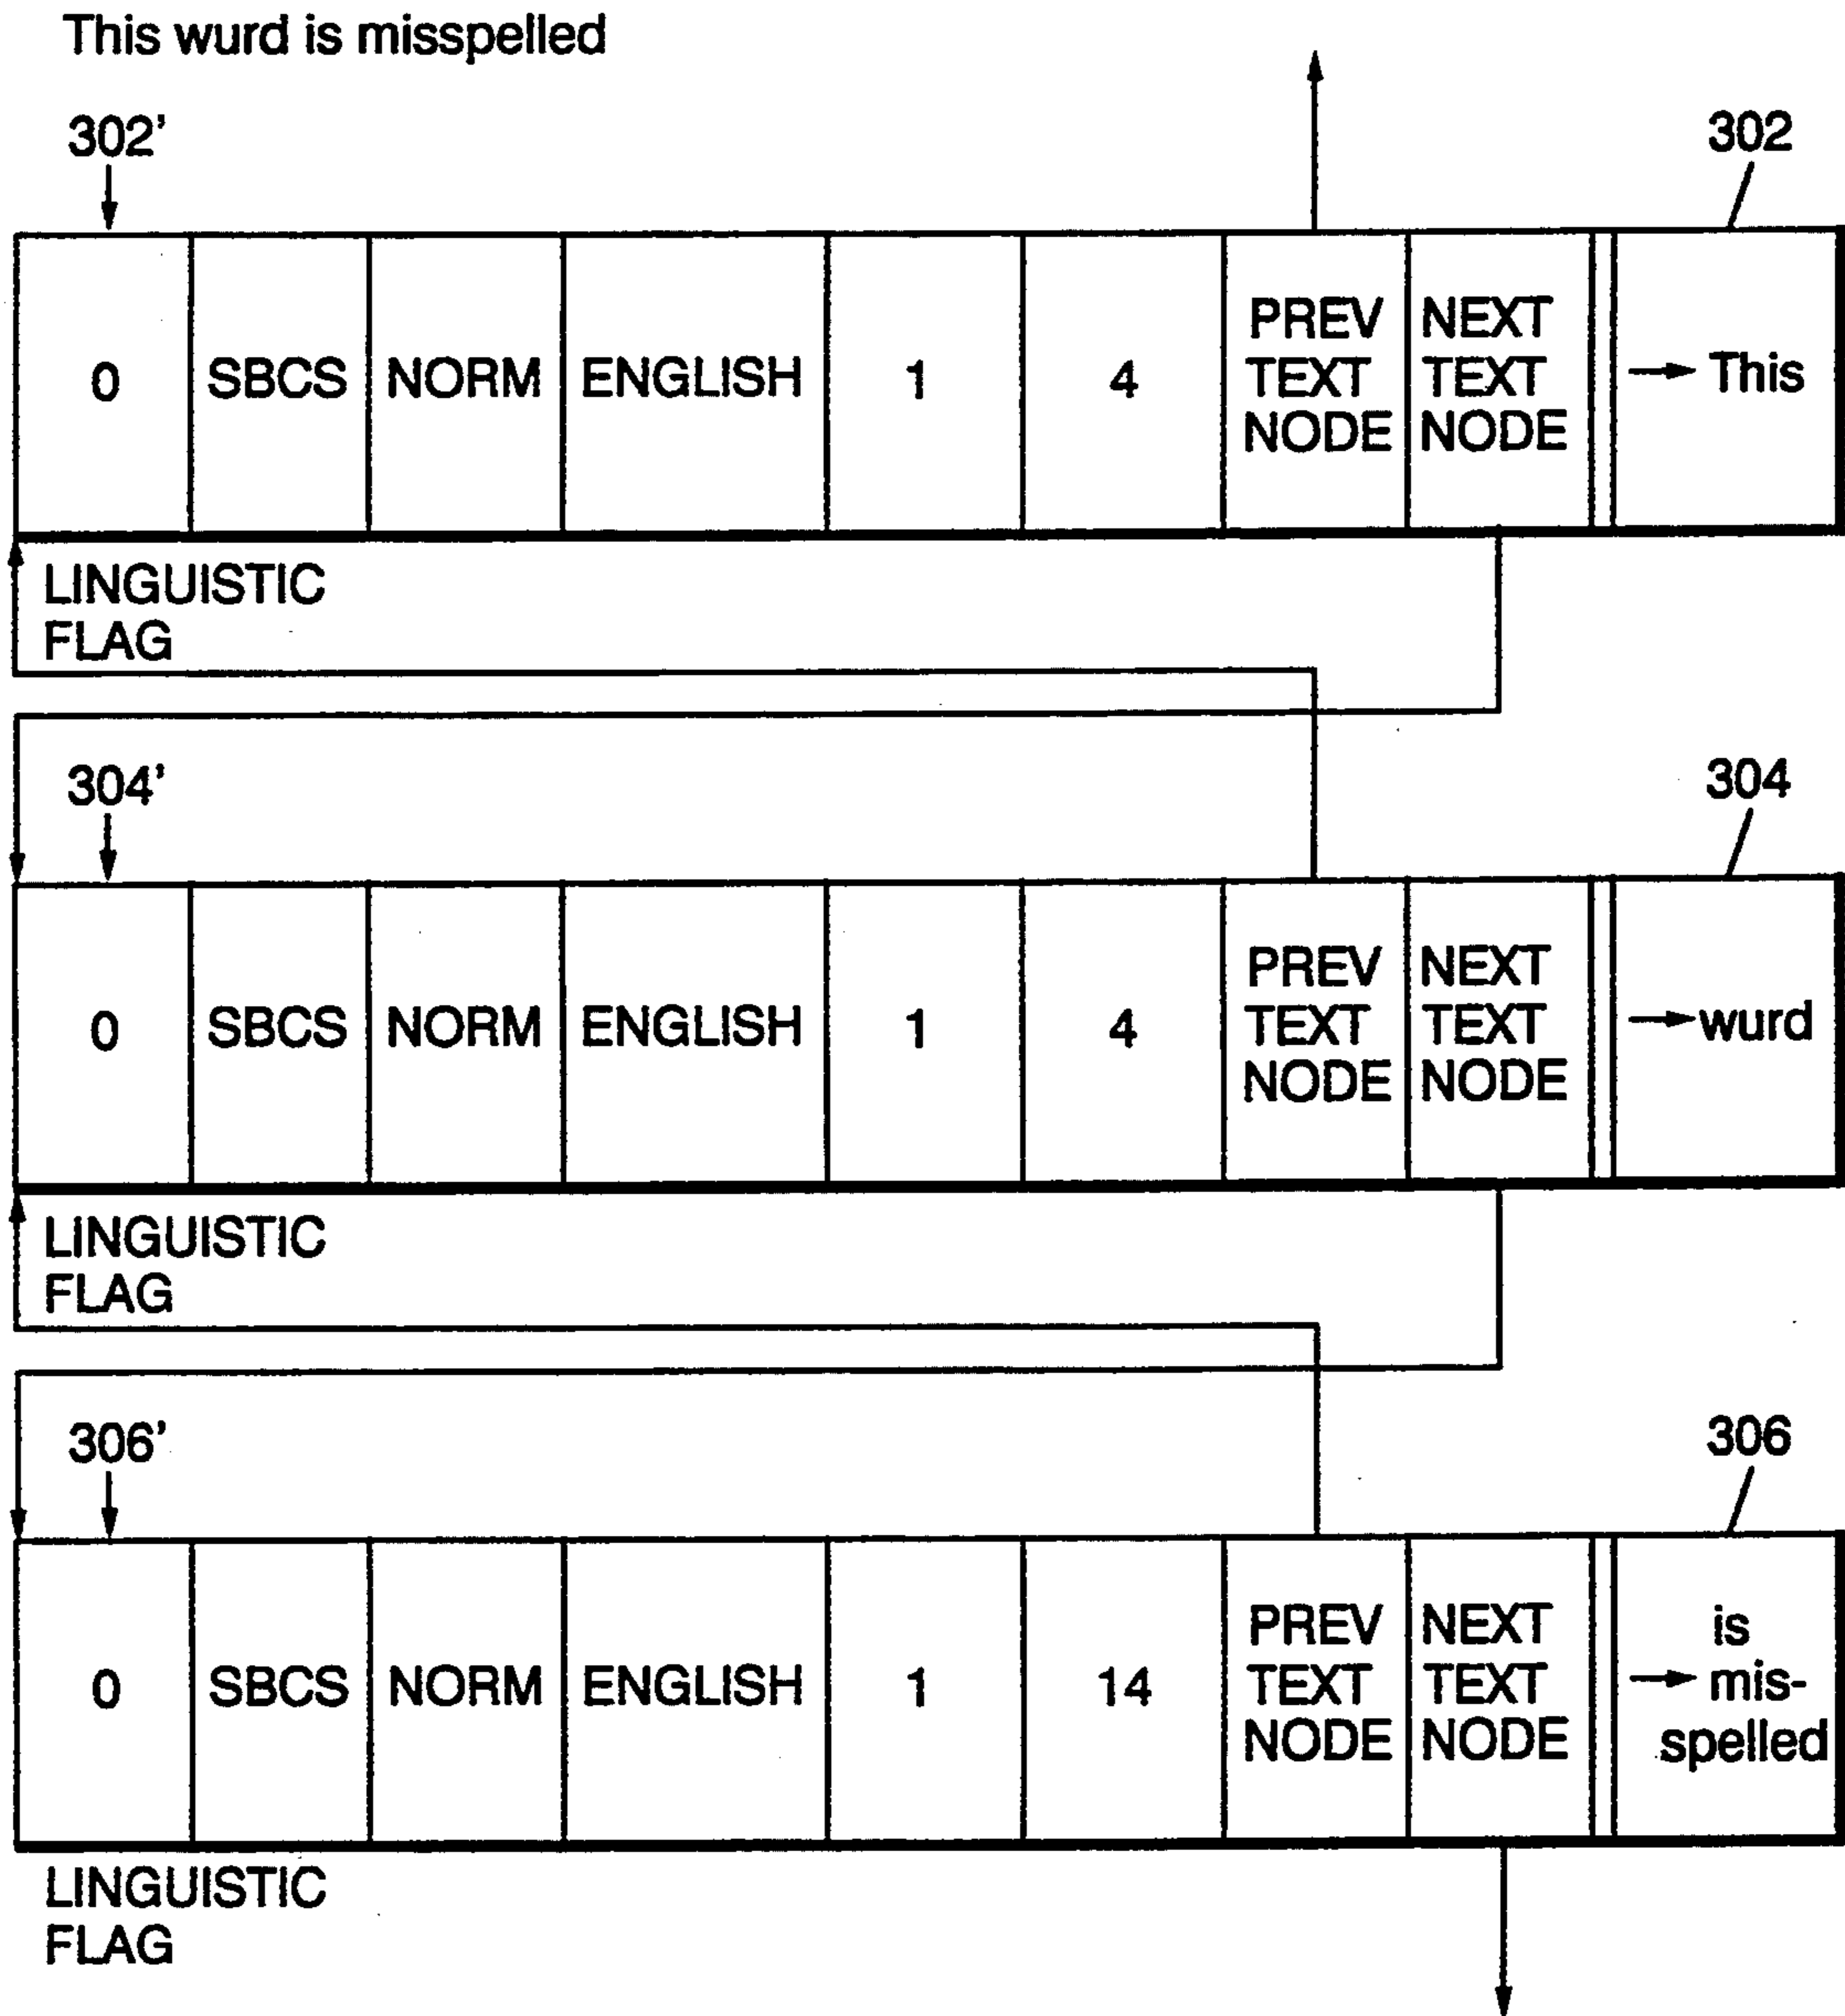 This wurd is misspelled
302'
302
0 SBCS NORM ENGLISH 1 4 PREV TEXT NODE NEXT TEXT NODE This
LINGUISTIC
FLAG
304'
304
0 SBCS NORM ENGLISH 1 4 PREV TEXT NODE NEXT TEXT NODE wurd
LINGUISTIC
FLAG
306'
306
0 SBCS NORM ENGLISH 1 14 PREV TEXT NODE NEXT TEXT NODE is mis-
spelled
LINGUISTIC
FLAG